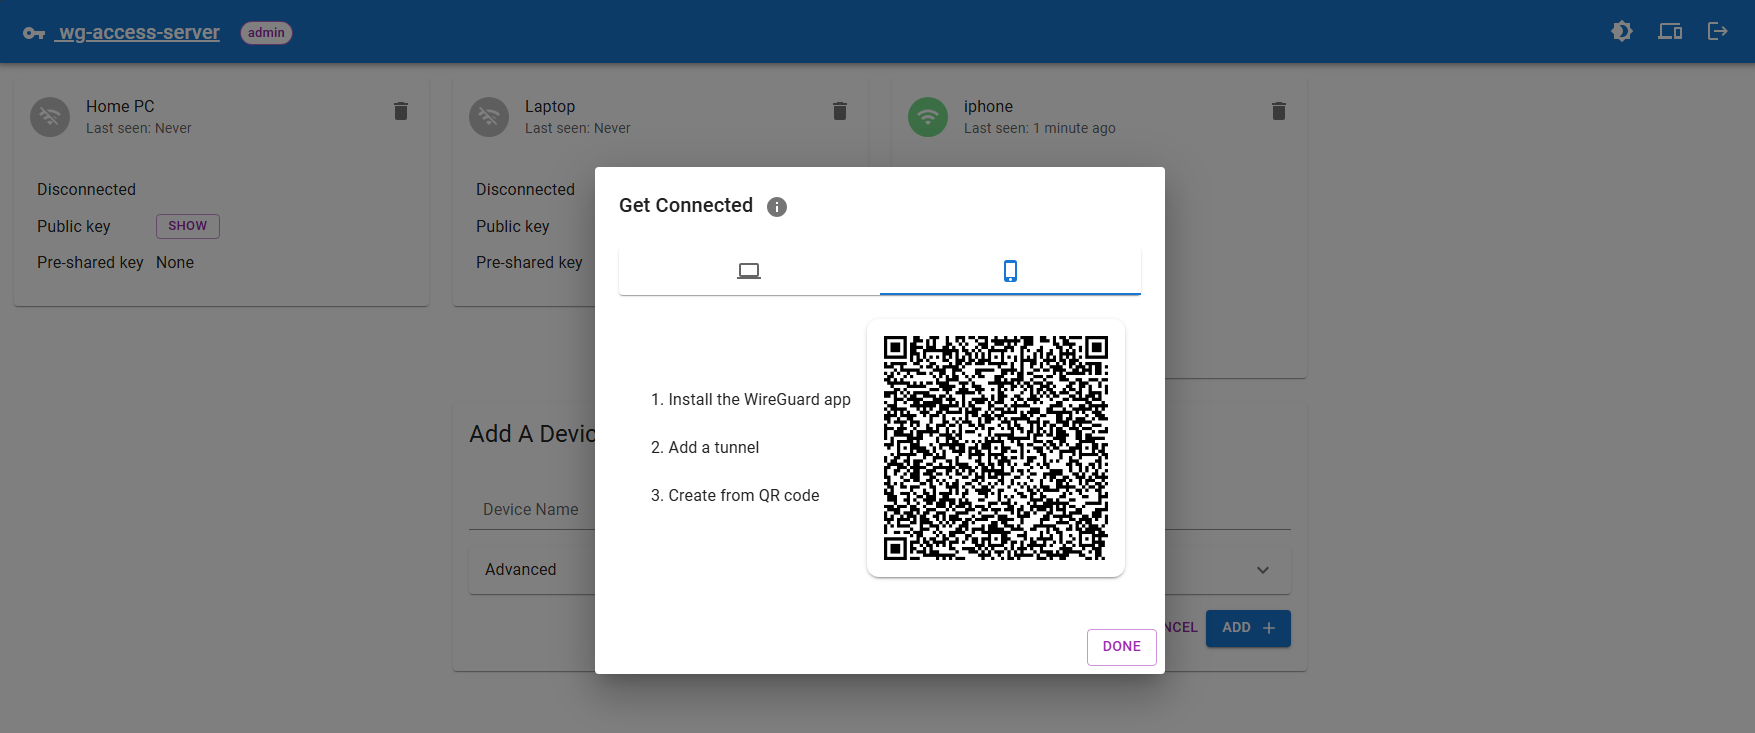 wg-access-server
admin
Home PC
Last seen: Never
Disconnected
Public key
SHOW
Pre-shared key
None
Laptop
Last seen: Never
Disconnected
Public key
Pre-shared key
iphone
Last seen: 1 minute ago
Get Connected
1. Install the WireGuard app
2. Add a tunnel
3. Create from QR code
DONE
Add A Devic
Device Name
Advanced
NCEL
ADD